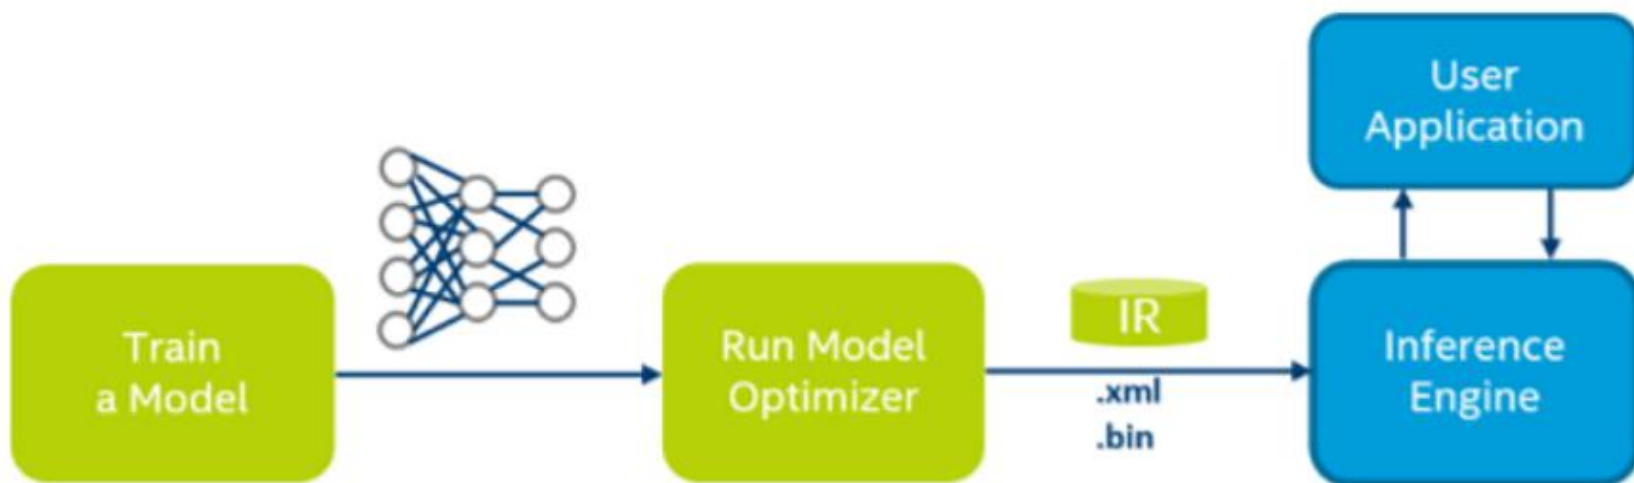 Train
a Model
Run Model
Optimizer
IR
.xml
.bin
User
Application
Inference
Engine